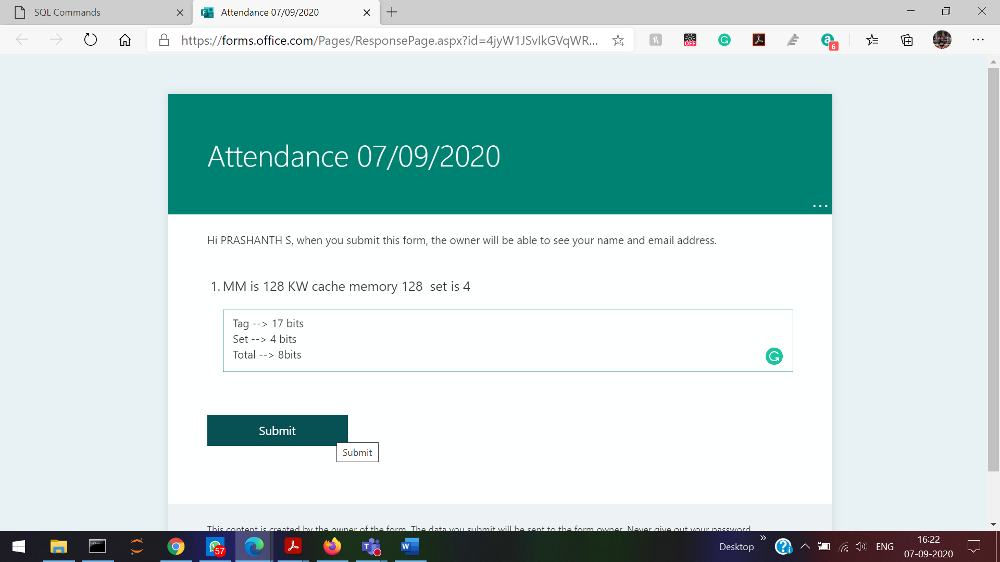 SQL Commands
Attendance 07/09/2020
https://forms.office.com/Pages/ResponsePage.aspx?id=4jyW1JSvIkGVqWR...
OFF
6
Attendance 07/09/2020
Hi PRASHANTH S, when you submit this form, the owner will be able to see your name and email address.
1. MM is 128 KW cache memory 128  set is 4
Tag --> 17 bits
Set --> 4 bits
Total --> 8bits
Submit
Submit
This content is created by the owner of the form. The data you submit will be sent to the form owner. Never give out your password.
57
Desktop
ENG
16:22
07-09-2020